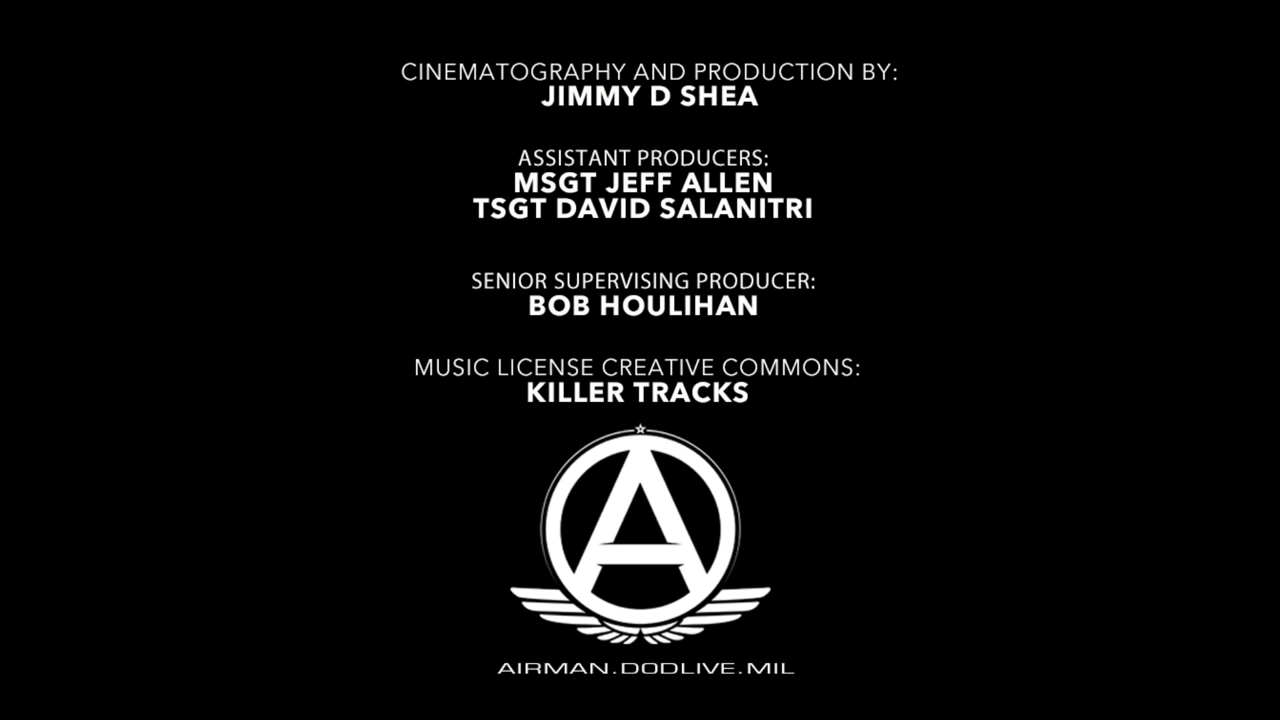 CINEMATOGRAPHY AND PRODUCTION BY:
JIMMY D SHEA
ASSISTANT PRODUCERS:
MSGT JEFF ALLEN
TSGT DAVID SALANITRI
SENIOR SUPERVISING PRODUCER:
BOB HOULIHAN
MUSIC LICENSE CREATIVE COMMONS:
KILLER TRACKS
A
AIRMAN.DODLIVE.MIL